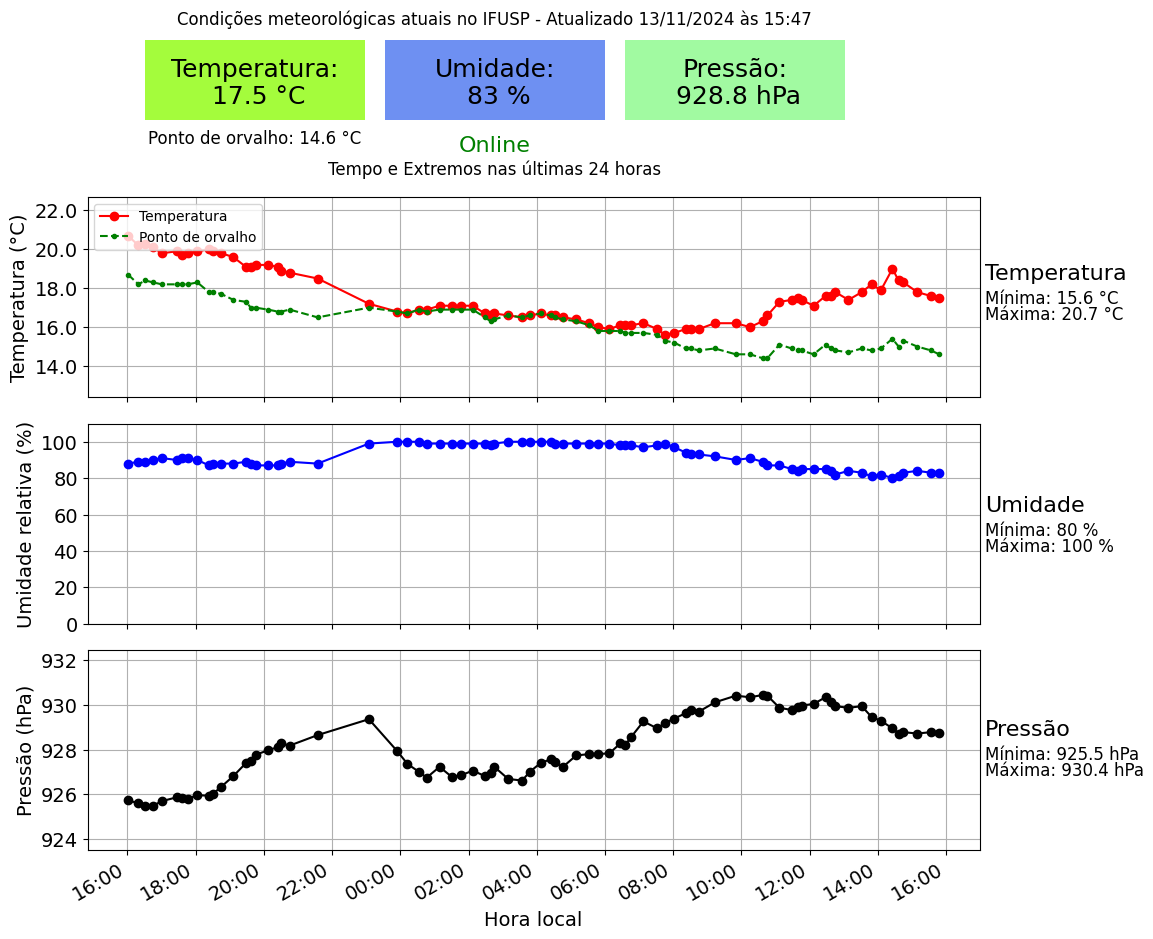 Condições meteorológicas atuais no IFUSP - Atualizado 13/11/2024 às 15:47
Temperatura:
17.5 °C
Umidade:
83 %
Pressão:
928.8 hPa
Ponto de orvalho: 14.6 °C
Online
Tempo e Extremos nas últimas 24 horas
Temperatura (°C)
22.0
20.0
18.0
16.0
14.0
Temperatura
Ponto de orvalho
Temperatura
Mínima: 15.6 °C
Máxima: 20.7 °C
Umidade relativa (%)
100
80
60
40
20
0
Umidade
Mínima: 80 %
Máxima: 100 %
Pressão (hPa)
932
930
928
926
924
Pressão
Mínima: 925.5 hPa
Máxima: 930.4 hPa
16:00 18:00 20:00 22:00 00:00 02:00 04:00 06:00 08:00 10:00 12:00 14:00 16:00
Hora local